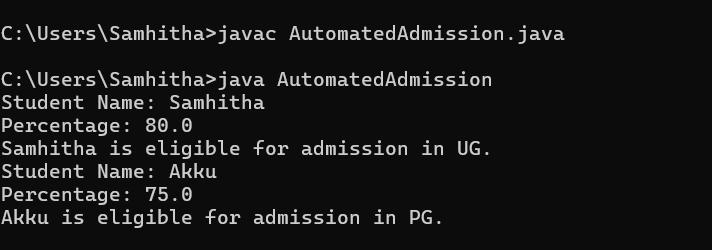 C:\Users\Samhitha>javac AutomatedAdmission.java
C:\Users\Samhitha>java AutomatedAdmission
Student Name: Samhitha
Percentage: 80.0
Samhitha is eligible for admission in UG.
Student Name: Akku
Percentage: 75.0
Akku is eligible for admission in PG.